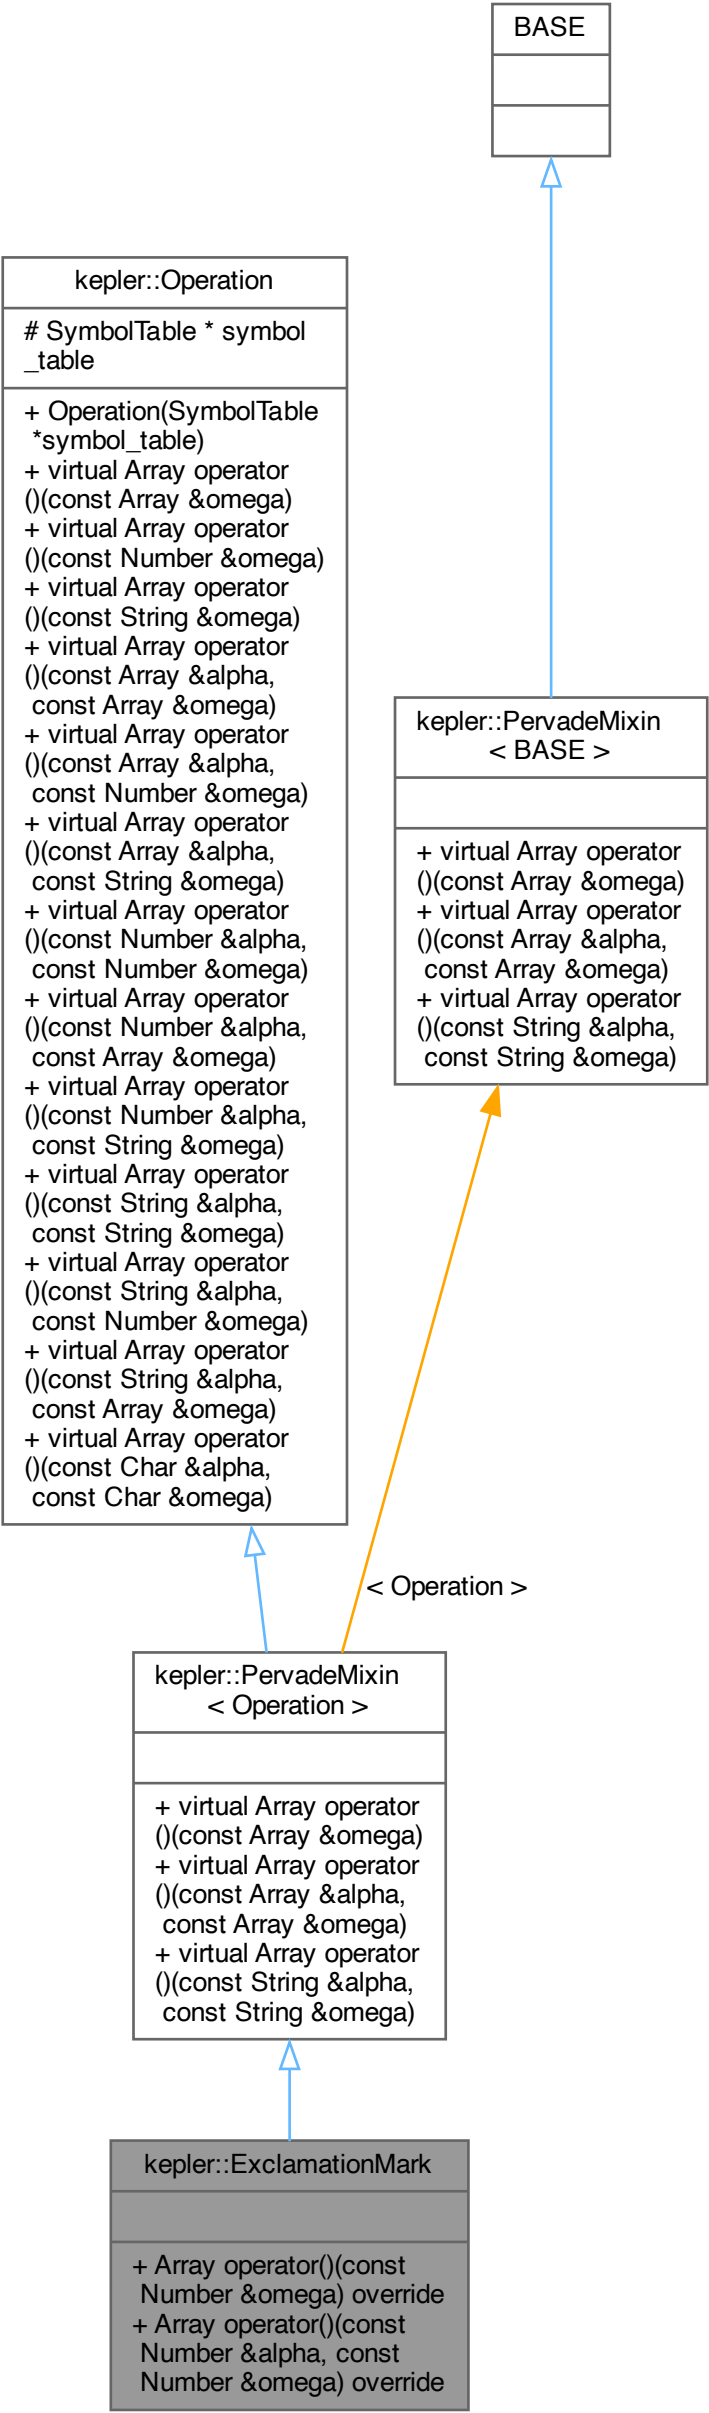 BASE
kepler::Operation
# SymbolTable * symbol
_table
+ Operation(SymbolTable
*symbol_table)
+ virtual Array operator
()(const Array &omega)
+ virtual Array operator
()(const Number &omega)
+ virtual Array operator
()(const String &omega)
+ virtual Array operator
()(const Array &alpha,
const Array &omega)
+ virtual Array operator
()(const Array &alpha,
const Number &omega)
+ virtual Array operator
()(const Array &alpha,
const String &omega)
+ virtual Array operator
()(const Number &alpha,
const Number &omega)
+ virtual Array operator
()(const Number &alpha,
const Array &omega)
+ virtual Array operator
()(const Number &alpha,
const String &omega)
+ virtual Array operator
()(const String &alpha,
const String &omega)
+ virtual Array operator
()(const String &alpha,
const Number &omega)
+ virtual Array operator
()(const String &alpha,
const Array &omega)
+ virtual Array operator
()(const Char &alpha,
const Char &omega)
kepler::PervadeMixin
< BASE >
+ virtual Array operator
()(const Array &omega)
+ virtual Array operator
()(const Array &alpha,
const Array &omega)
+ virtual Array operator
()(const String &alpha,
const String &omega)
< Operation >
kepler::PervadeMixin
< Operation >
+ virtual Array operator
()(const Array &omega)
+ virtual Array operator
()(const Array &alpha,
const Array &omega)
+ virtual Array operator
()(const String &alpha,
const String &omega)
kepler::ExclamationMark
+ Array operator()(const
Number &omega) override
+ Array operator()(const
Number &alpha, const
Number &omega) override